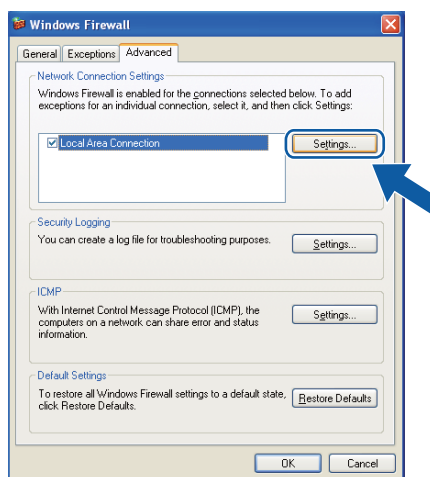 Windows Firewall
General Exceptions Advanced
Network Connection Settings
Windows Firewall is enabled for the connections selected
below. To add
exceptions for an individual connection, select it, and then click Settings:
Local Area Connection
Settings...
Security Logging
You can create a log file for troubleshooting purposes.
Settings...
ICMP
With Internet Control Message Protocol (ICMP), the
computers on a network can share error and status
information.
Settings...
Default Settings
To restore all Windows Firewall settings to a default state,
click Restore Defaults.
Restore Defaults
OK Cancel